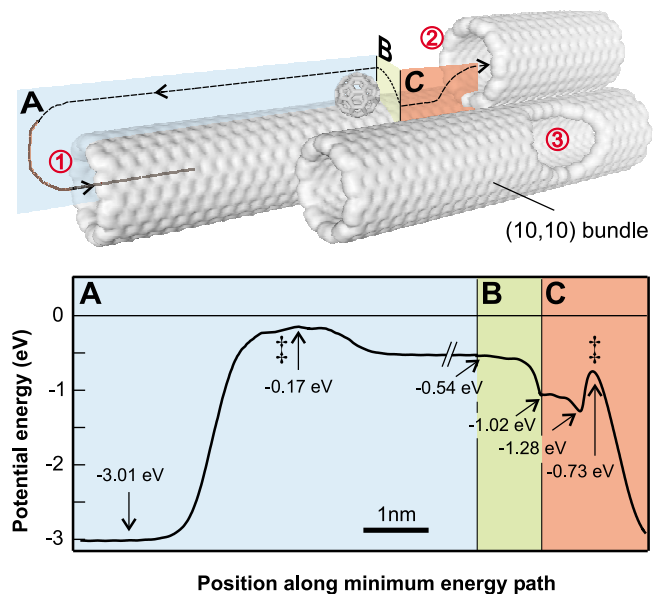 B
②
C
A
①
③
(10,10) bundle
A
B
C
0
-1
-2
-3
Potential energy (eV)
‡
‡
-0.17 eV
-0.54 eV
-1.02 eV
-1.28 eV
-0.73 eV
-3.01 eV
1nm
Position along minimum energy path